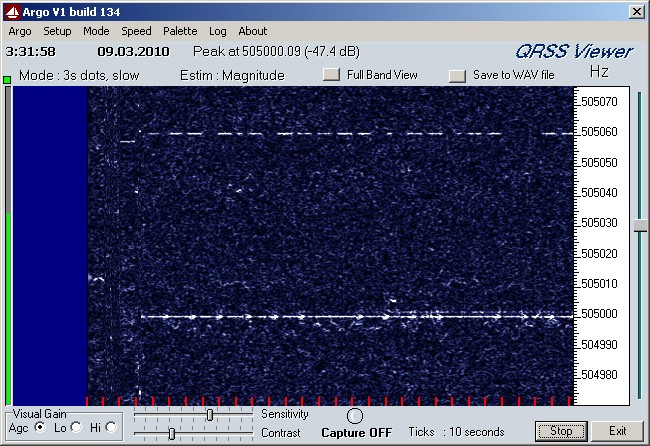 Argo V1 build 134
Argo Setup Mode Speed Palette Log About
3:31:58 09.03.2010 Peak at 505000.09 (-47.4 dB) QRSS Viewer
Mode : 3s dots, slow Estim : Magnitude Full Band View Save to WAV file Hz
505070
505060
505050
505040
505030
505020
505010
505000
504990
504980
Visual Gain
Agc Lo Hi
Sensitivity
Contrast
Capture OFF
Ticks : 10 seconds
Stop
Exit